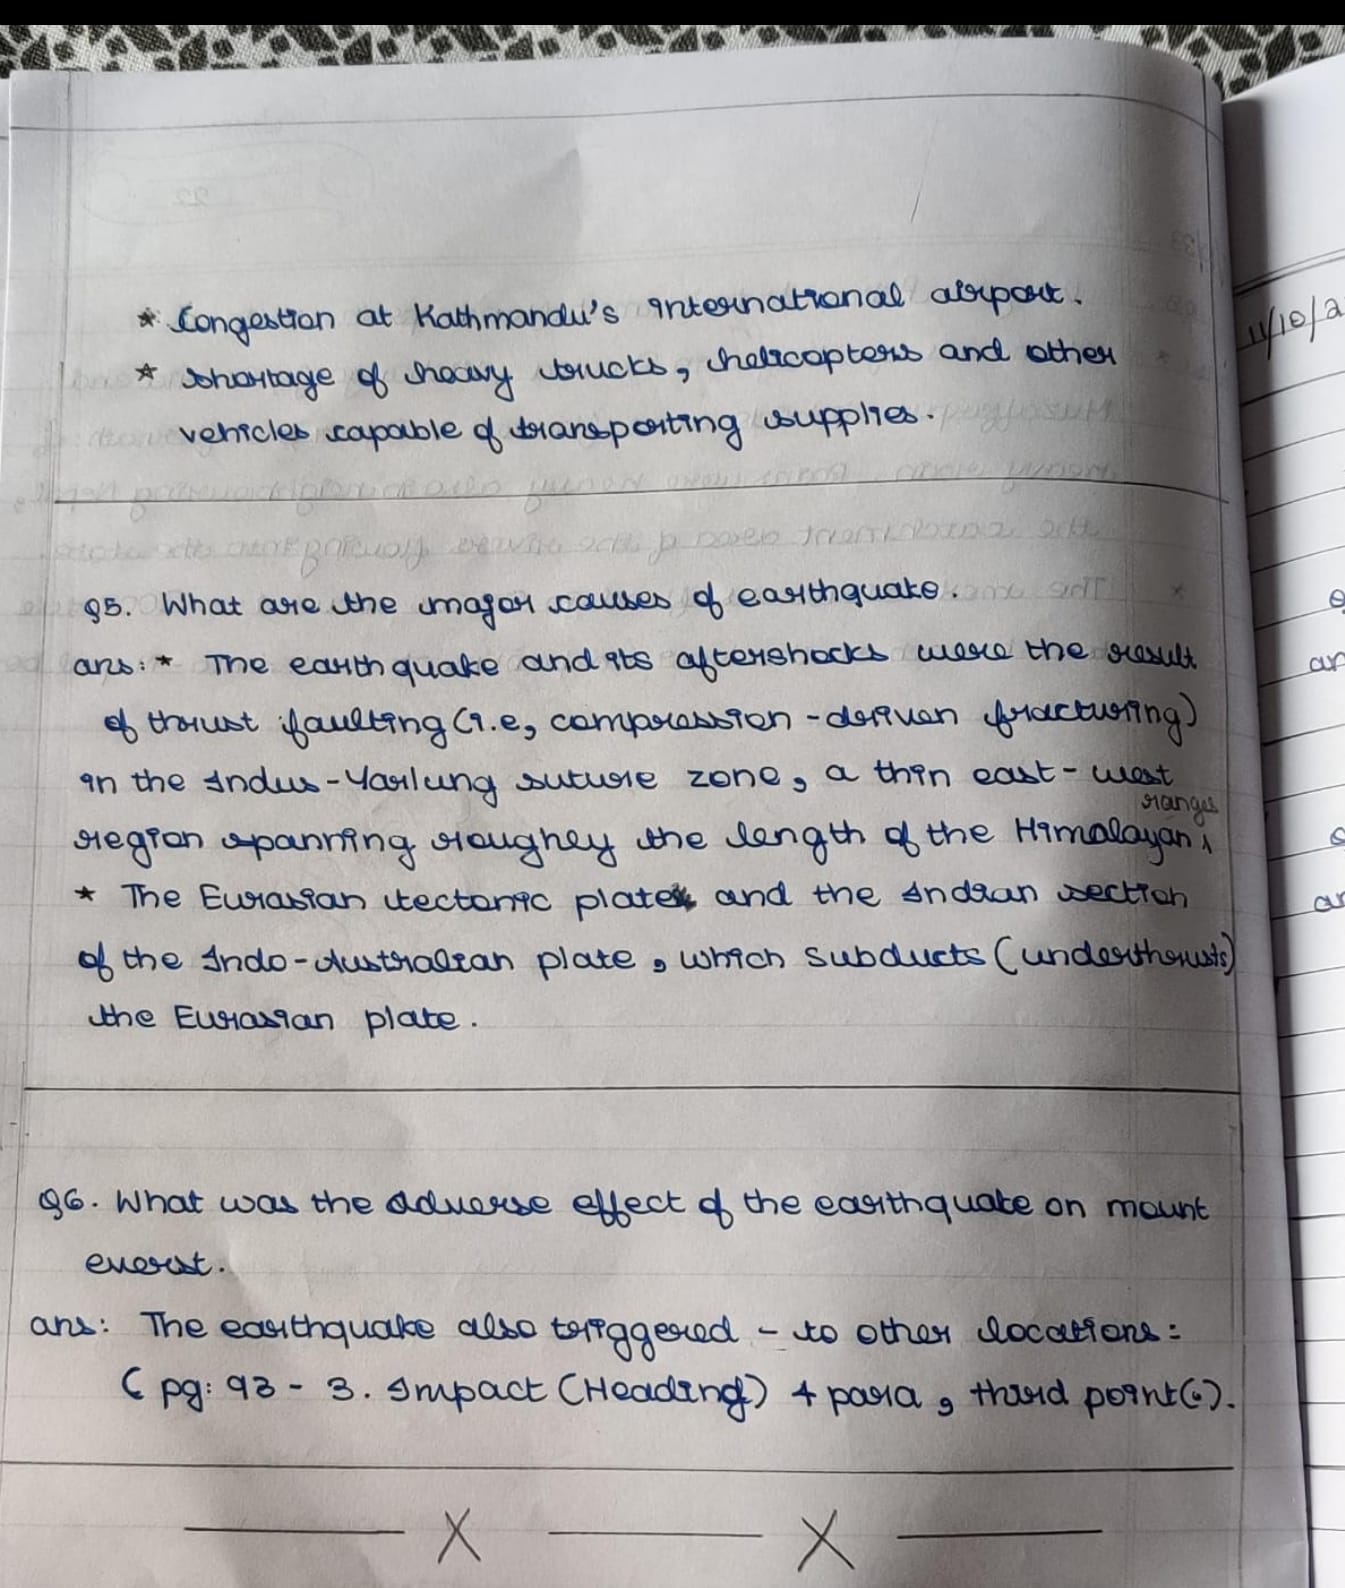 * Congestion at Kathmandu's international airport.
* shortage of heavy trucks, helicopters and other
vehicles capable of transporting supplies.
Q5. What are the major causes of earthquake.
ans: * The earthquake and its aftershocks were the result
of thrust faulting (i.e, compression-driven fracturing)
in the Indus-Yarlung suture zone, a thin east-west
ranges
region spanning roughey the length of the Himalayan
* The Eurasian tectonic plate and the Indian section
of the Indo-Australian plate, which subducts (underthrusts)
the Eurasian plate.
Q6. What was the adverse effect of the earthquake on mount
everst.
ans: The earthquake also triggered - to other locations:
(pg: 93 - 3. Impact (Heading) 4 para, third point(.).
X X
11/10/2